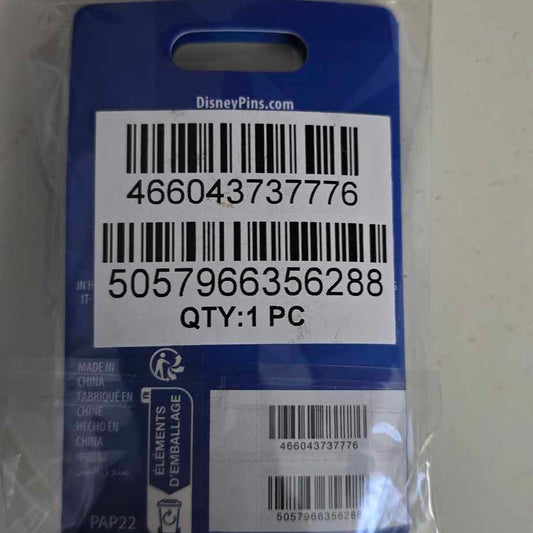 DisneyPins.com
466043737776
5057966356288
QTY:1 PC
MADE IN
CHINA
FABRIQUÉ EN
CHINE
HECHO EN
CHINA
FR
ÉLÉMENTS
D'EMBALLAGE
PAP22
466043737776
5057966356288